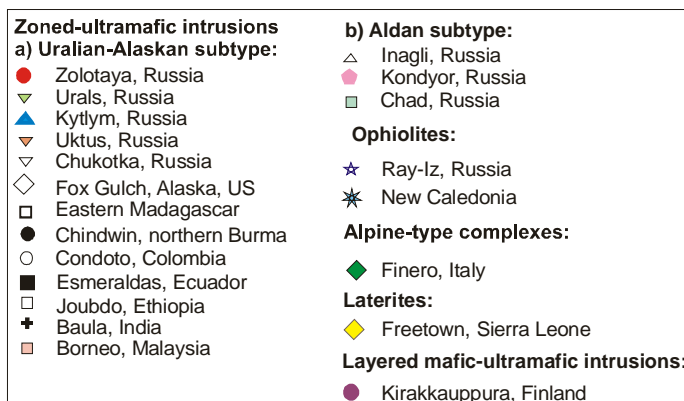 Zoned-ultramafic intrusions
a) Uralian-Alaskan subtype:
Zolotaya, Russia
Urals, Russia
Kytlym, Russia
Uktus, Russia
Chukotka, Russia
Fox Gulch, Alaska, US
Eastern Madagascar
Chindwin, northern Burma
Condoto, Colombia
Esmeraldas, Ecuador
Joubdo, Ethiopia
Baula, India
Borneo, Malaysia
b) Aldan subtype:
Inagli, Russia
Kondyor, Russia
Chad, Russia
Ophiolites:
Ray-Iz, Russia
New Caledonia
Alpine-type complexes:
Finero, Italy
Laterites:
Freetown, Sierra Leone
Layered mafic-ultramafic intrusions:
Kirakkauppura, Finland